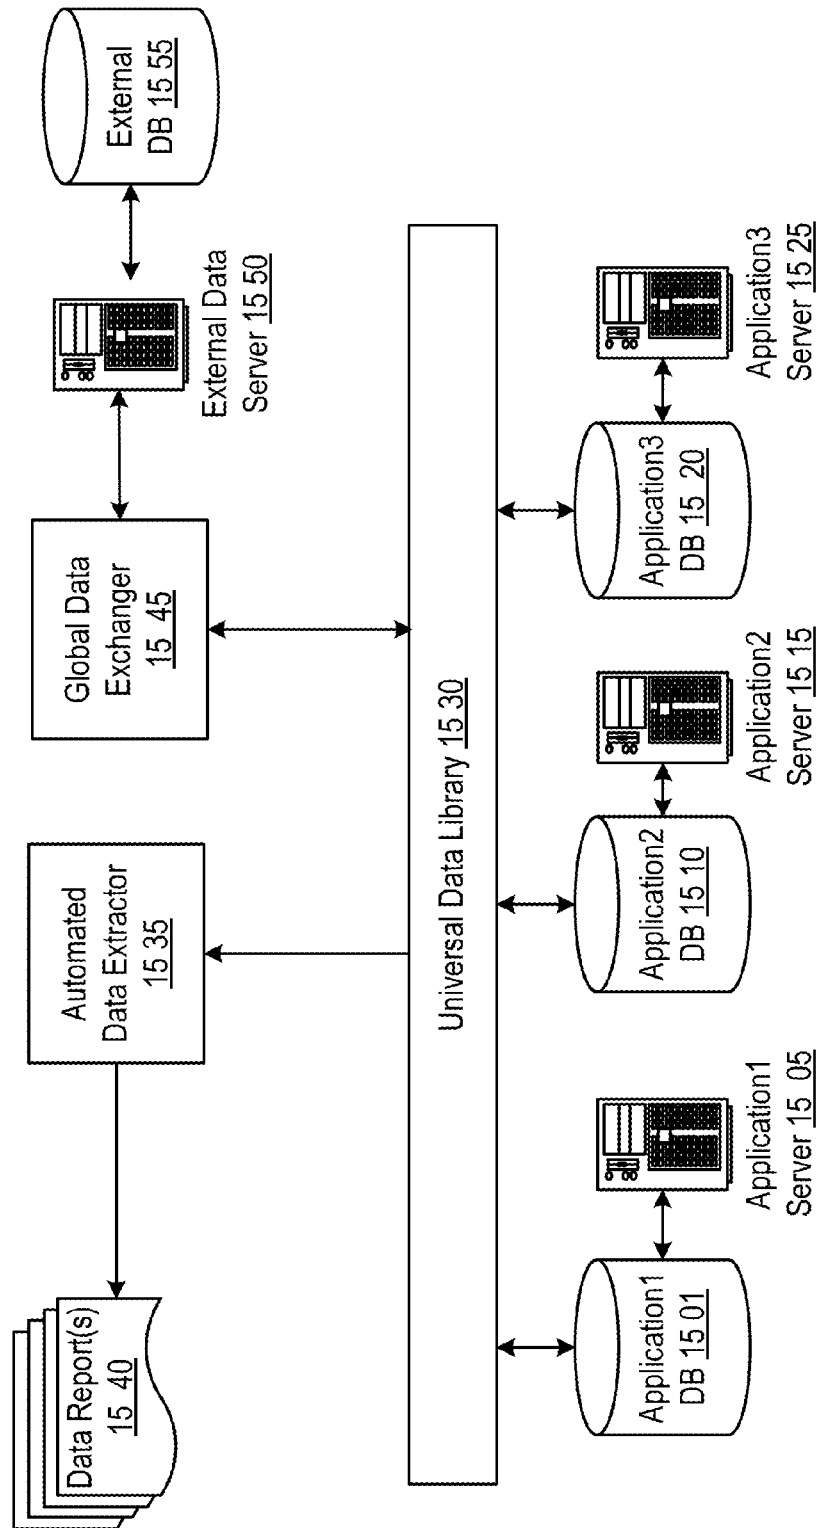 Data Report(s)
15 40
Automated
Data Extractor
15 35
Global Data
Exchanger
15 45
External Data
Server 15 50
External
DB 15 55
Universal Data Library 15 30
Application1
DB 15 01
Application1
Server 15 05
Application2
DB 15 10
Application2
Server 15 15
Application3
DB 15 20
Application3
Server 15 25